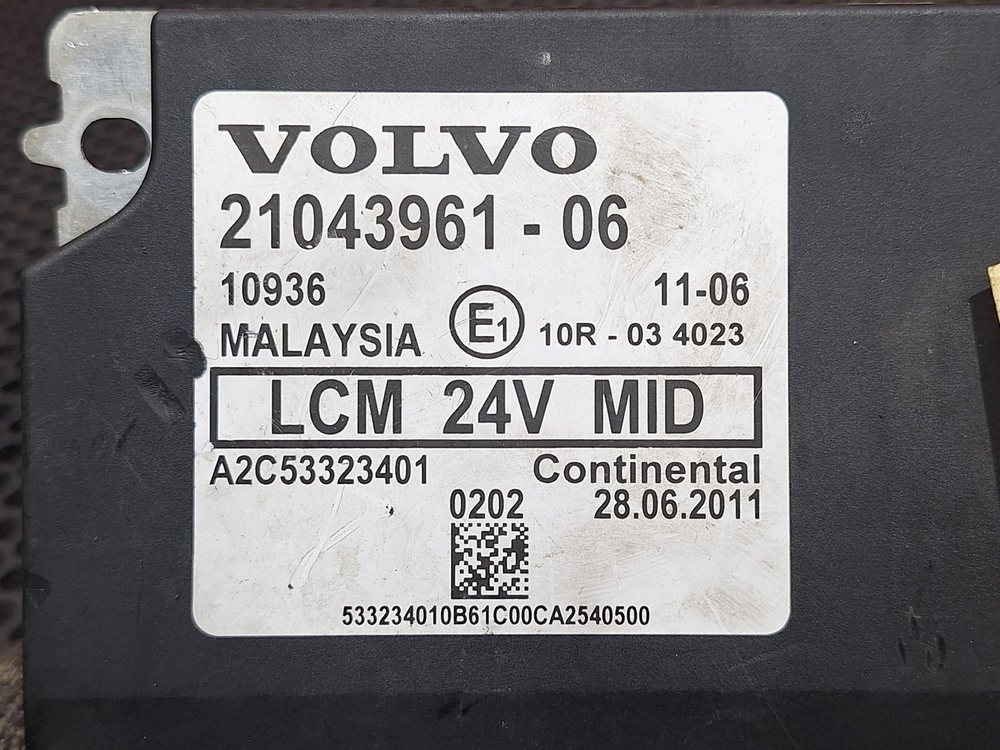 VOLVO
21043961 - 06
10936 11-06
MALAYSIA E1 10R - 03 4023
LCM 24V MID
A2C53323401 Continental
0202 28.06.2011
533234010B61C00CA2540500